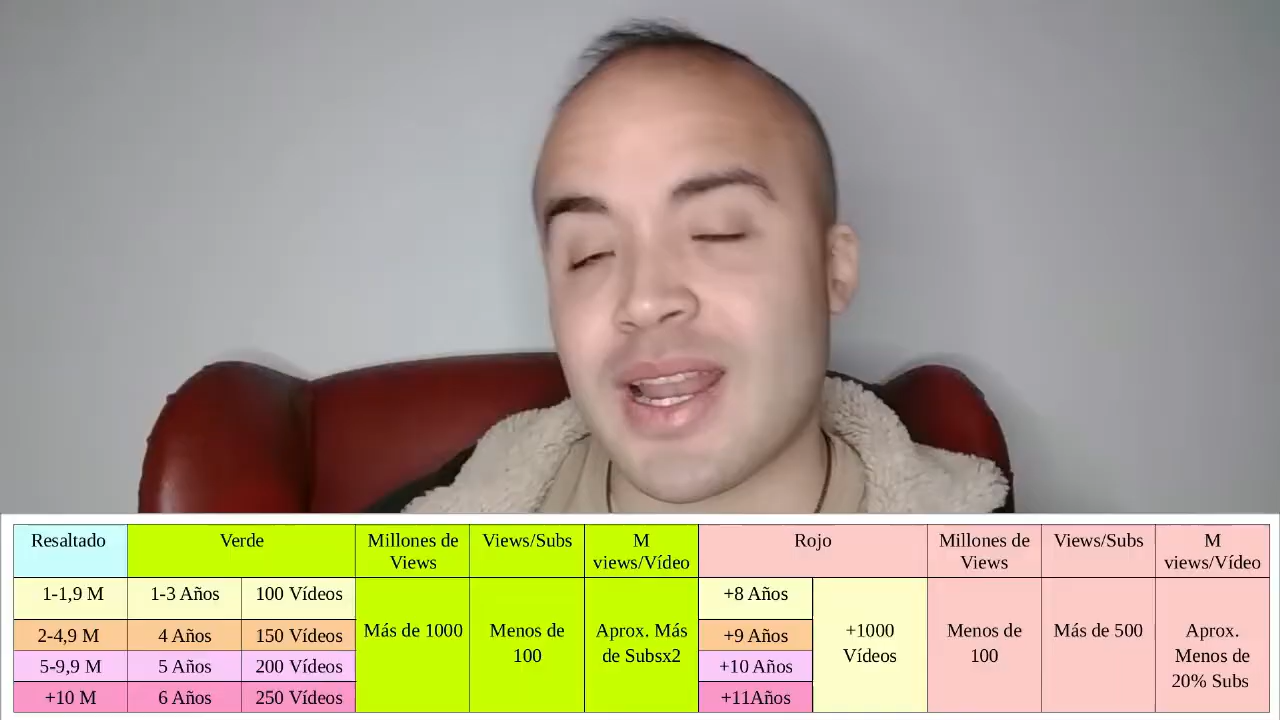 Resaltado Verde Millones de Views Views/Subs M views/Vídeo Rojo Millones de Views Views/Subs M views/Vídeo
1-1,9 M 1-3 Años 100 Vídeos Más de 1000 Menos de 100 Aprox. Más de Subsx2 +8 Años +1000 Vídeos Menos de 100 Más de 500 Aprox. Menos de 20% Subs
2-4,9 M 4 Años 150 Vídeos +9 Años
5-9,9 M 5 Años 200 Vídeos +10 Años
+10 M 6 Años 250 Vídeos +11Años